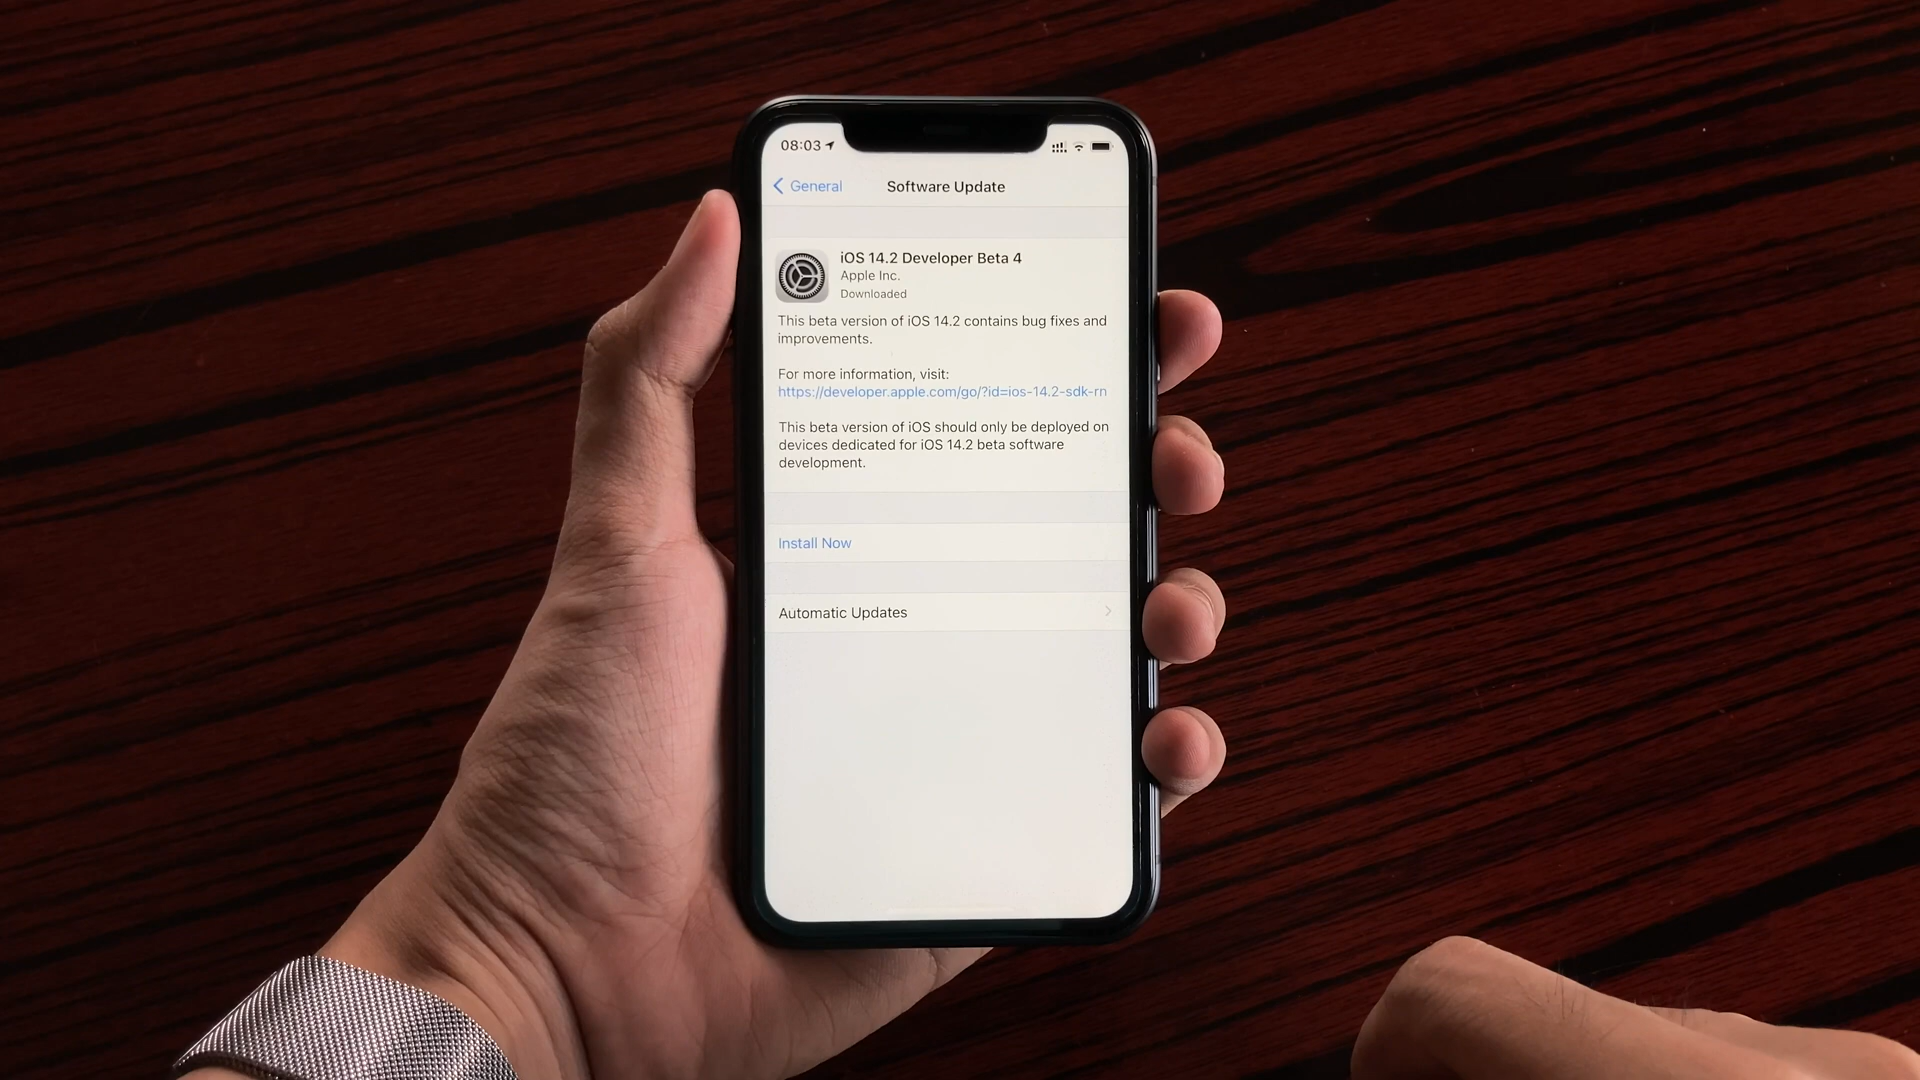 08:03
General
Software Update
iOS 14.2 Developer Beta 4
Apple Inc.
Downloaded
This beta version of iOS 14.2 contains bug fixes and
improvements.
For more information, visit:
https://developer.apple.com/go/?id=ios-14.2-sdk-rn
This beta version of iOS should only be deployed on
devices dedicated for iOS 14.2 beta software
development.
Install Now
Automatic Updates